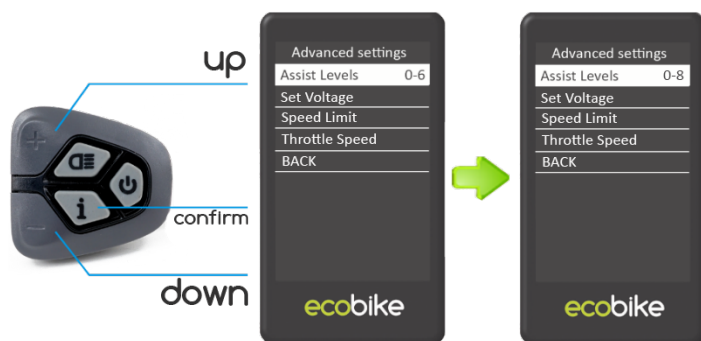 up
confirm
down
+
i
−
Advanced settings
Assist Levels 0-6
Set Voltage
Speed Limit
Throttle Speed
BACK
ecobike
Advanced settings
Assist Levels 0-8
Set Voltage
Speed Limit
Throttle Speed
BACK
ecobike